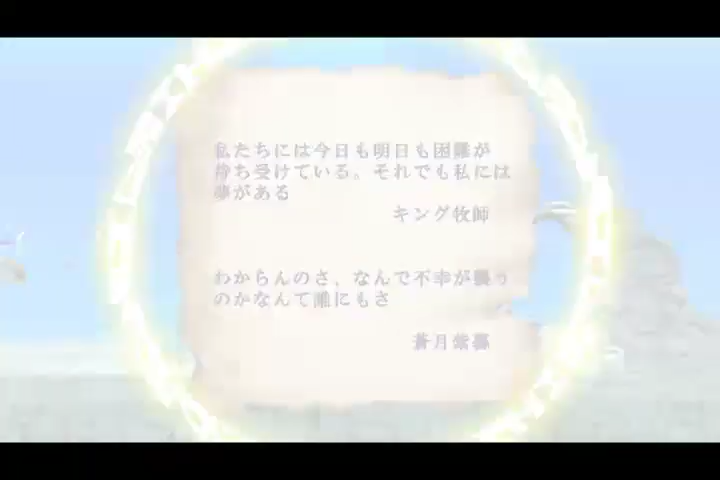 私たちには今日も明日も困難が
待ち受けている。それでも私には
夢がある
キング牧師
わからんのさ、なんで不幸が襲う
のかなんて誰にもさ
蒼月紫暮